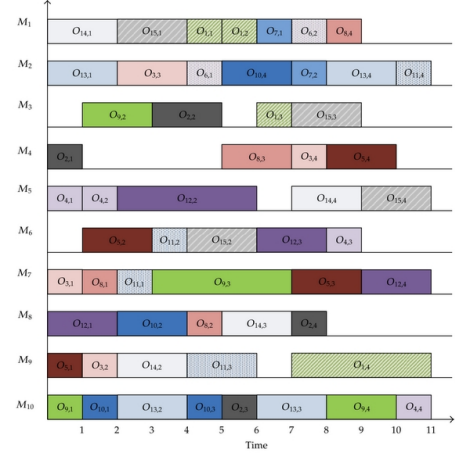 M1 O14,1 O15,1 O1,1 O1,2 O7,1 O6,2 O8,4
M2 O13,1 O3,3 O6,1 O10,4 O7,2 O13,4 O11,4
M3 O9,2 O2,2 O1,3 O15,3
M4 O2,1 O8,3 O3,4 O5,4
M5 O4,1 O4,2 O12,2 O14,4 O15,4
M6 O5,2 O11,2 O15,2 O12,3 O4,3
M7 O3,1 O8,1 O11,1 O9,3 O5,3 O12,4
M8 O12,1 O10,2 O8,2 O14,3 O2,4
M9 O5,1 O3,2 O14,2 O11,3 O1,4
M10 O9,1 O10,1 O13,2 O10,3 O2,3 O13,3 O9,4 O4,4
1 2 3 4 5 6 7 8 9 10 11
Time